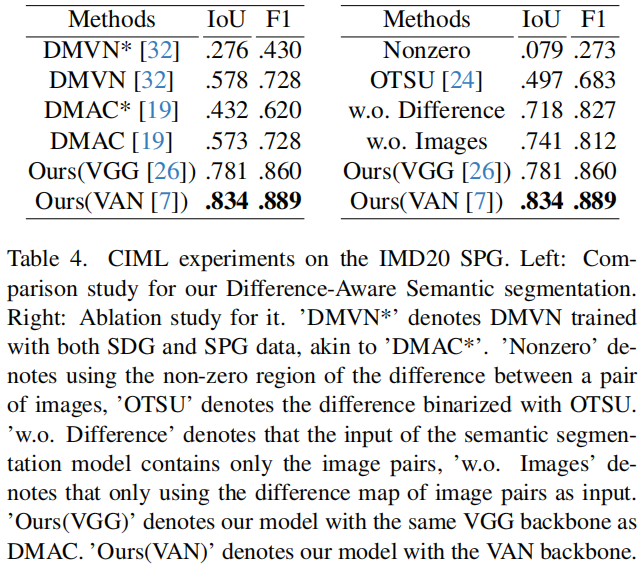 Methods IoU F1
DMVN* [32] .276 .430
DMVN [32] .578 .728
DMAC* [19] .432 .620
DMAC [19] .573 .728
Ours(VGG [26]) .781 .860
Ours(VAN [7]) .834 .889
Methods IoU F1
Nonzero .079 .273
OTSU [24] .497 .683
w.o. Difference .718 .827
w.o. Images .741 .812
Ours(VGG [26]) .781 .860
Ours(VAN [7]) .834 .889
Table 4. CIML experiments on the IMD20 SPG. Left: Com-
parison study for our Difference-Aware Semantic segmentation.
Right: Ablation study for it. 'DMVN*' denotes DMVN trained
with both SDG and SPG data, akin to 'DMAC*'. 'Nonzero' de-
notes using the non-zero region of the difference between a pair
of images, 'OTSU' denotes the difference binarized with OTSU.
'w.o. Difference' denotes that the input of the semantic segmen-
tation model contains only the image pairs, 'w.o. Images' de-
notes that only using the difference map of image pairs as input.
'Ours(VGG)' denotes our model with the same VGG backbone as
DMAC. 'Ours(VAN)' denotes our model with the VAN backbone.